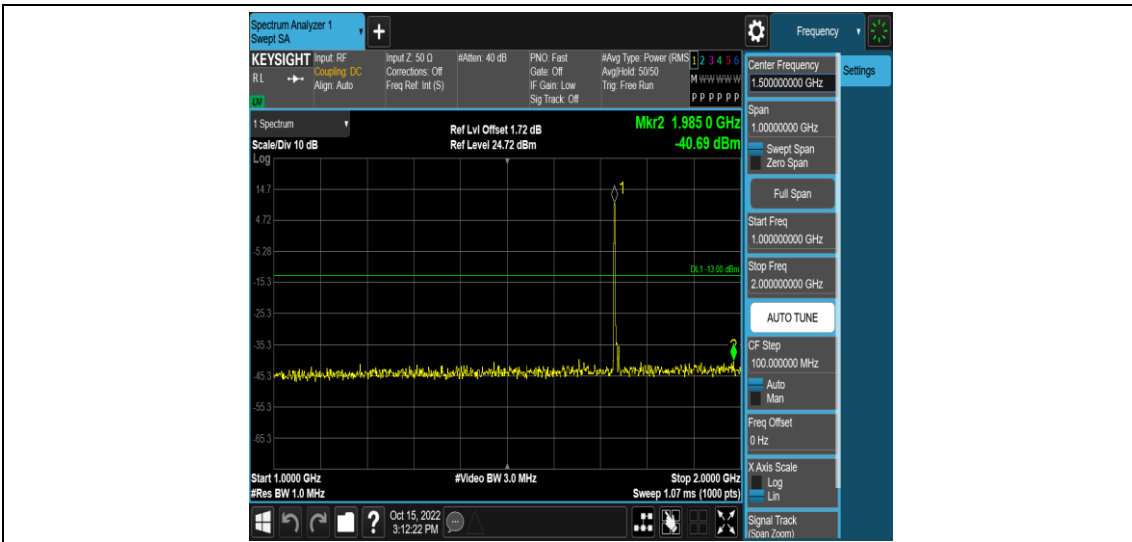 Spectrum Analyzer 1
Swept SA
+
Frequency
KEYSIGHT
RL
LNI
Input: RF
Coupling: DC
Align: Auto
Input Z: 50 Ω
Corrections: Off
Freq Ref: Int (S)
#Atten: 40 dB
PNO: Fast
Gate: Off
IF Gain: Low
Sig Track: Off
#Avg Type: Power (RMS
Avg|Hold: 50/50
Trig: Free Run
1 2 3 4 5 6
M W W W W W
P P P P P P
1 Spectrum
Scale/Div 10 dB
Log
Ref Lvl Offset 1.72 dB
Ref Level 24.72 dBm
Mkr2 1.985 0 GHz
-40.69 dBm
14.7
4.72
-5.28
-15.3
-25.3
-35.3
-45.3
-55.3
-65.3
1
DL1 -13.00 dBm
Start 1.0000 GHz
#Res BW 1.0 MHz
#Video BW 3.0 MHz
Stop 2.0000 GHz
Sweep 1.07 ms (1000 pts)
Center Frequency
1.500000000 GHz
Settings
Span
1.00000000 GHz
Swept Span
Zero Span
Full Span
Start Freq
1.000000000 GHz
Stop Freq
2.000000000 GHz
AUTO TUNE
CF Step
100.000000 MHz
Auto
Man
Freq Offset
0 Hz
X Axis Scale
Log
Lin
Signal Track
(Span Zoom)
?
Oct 15, 2022
3:12:22 PM